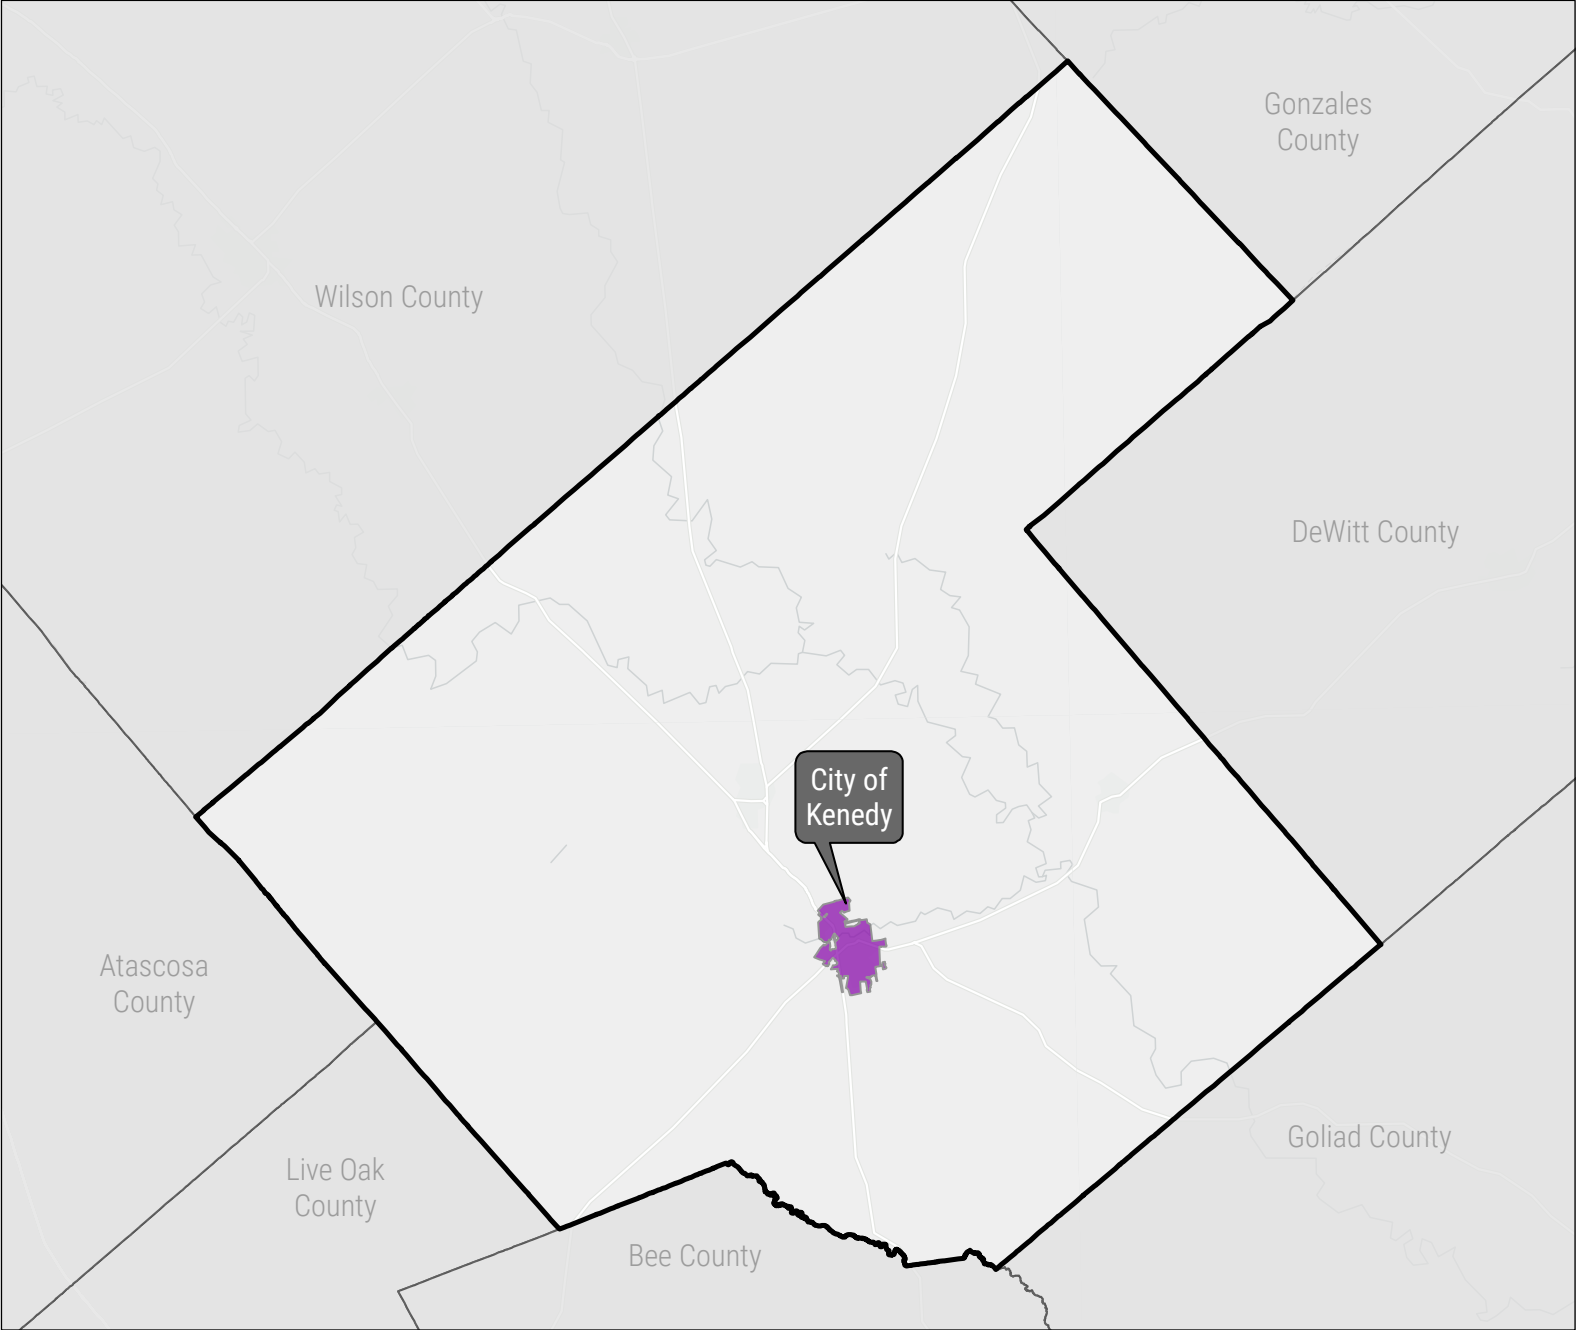 Gonzales
County
Wilson County
DeWitt County
City of
Kenedy
Atascosa
County
Goliad County
Live Oak
County
Bee County